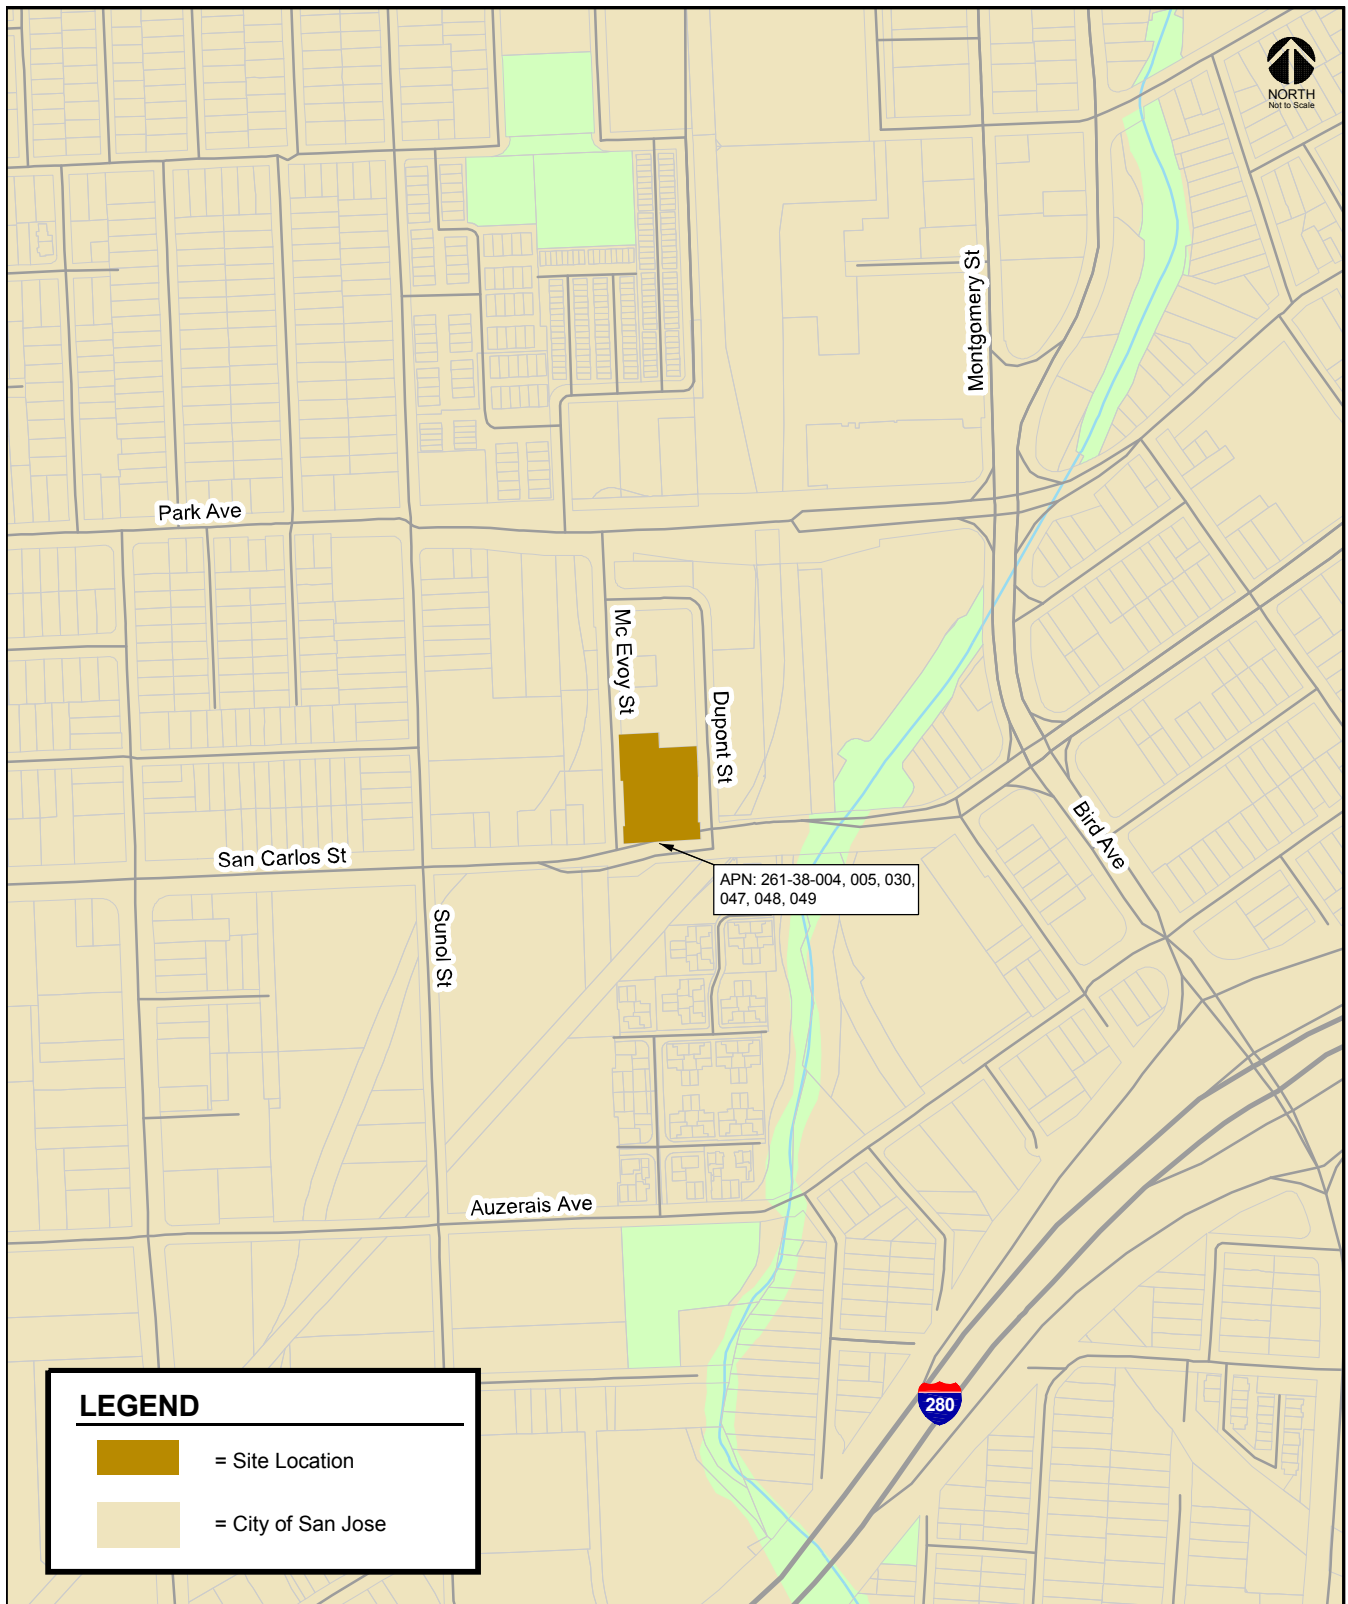 NORTH
Not to Scale
Montgomery St
Park Ave
Mc Evoy St
Dupont St
Bird Ave
San Carlos St
APN: 261-38-004, 005, 030,
047, 048, 049
Sunol St
Auzerais Ave
280
LEGEND
= Site Location
= City of San Jose